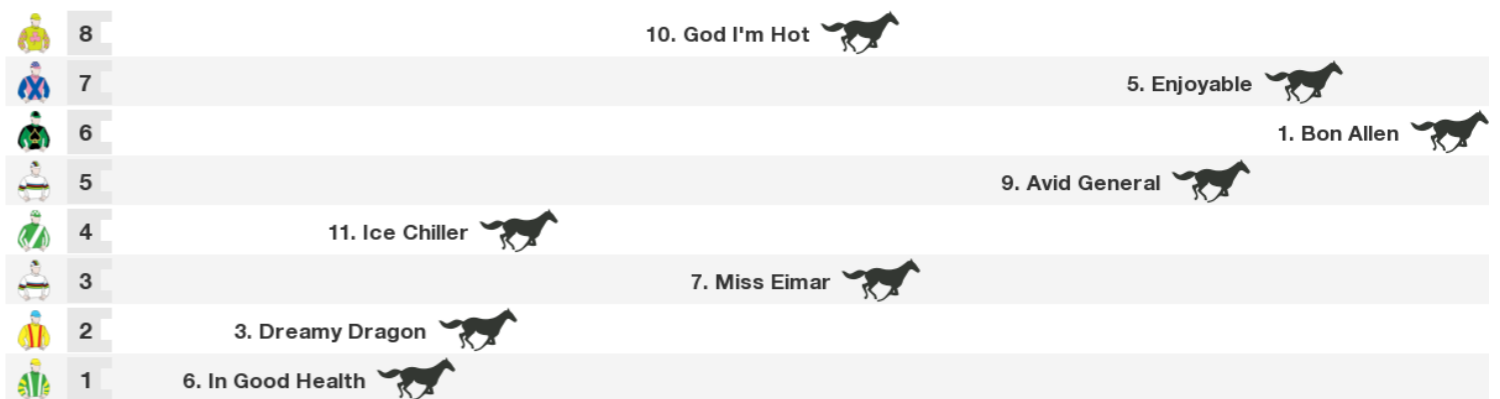 8 10. God I'm Hot
7 5. Enjoyable
6 1. Bon Allen
5 9. Avid General
4 11. Ice Chiller
3 7. Miss Eimar
2 3. Dreamy Dragon
1 6. In Good Health